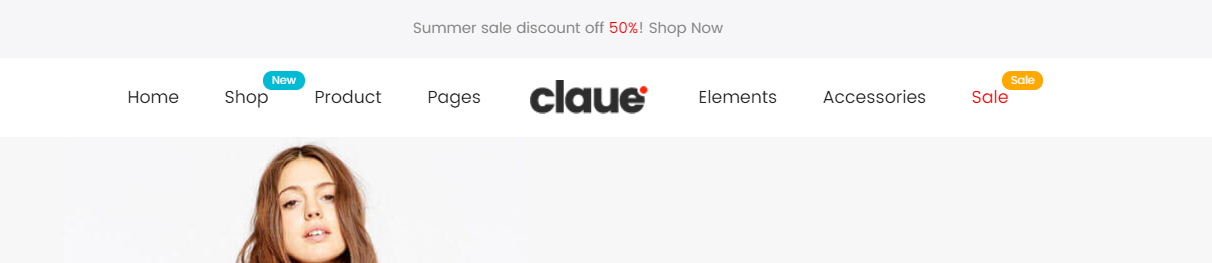 Summer sale discount off 50%! Shop Now
New
Sale
Home Shop Product Pages claue Elements Accessories Sale